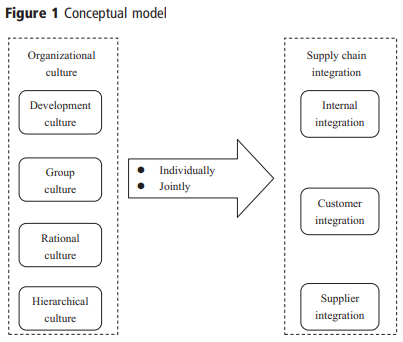 Figure 1 Conceptual model
Organizational
culture
Development
culture
Group
culture
Rational
culture
Hierarchical
culture
● Individually
● Jointly
Supply chain
integration
Internal
integration
Customer
integration
Supplier
integration